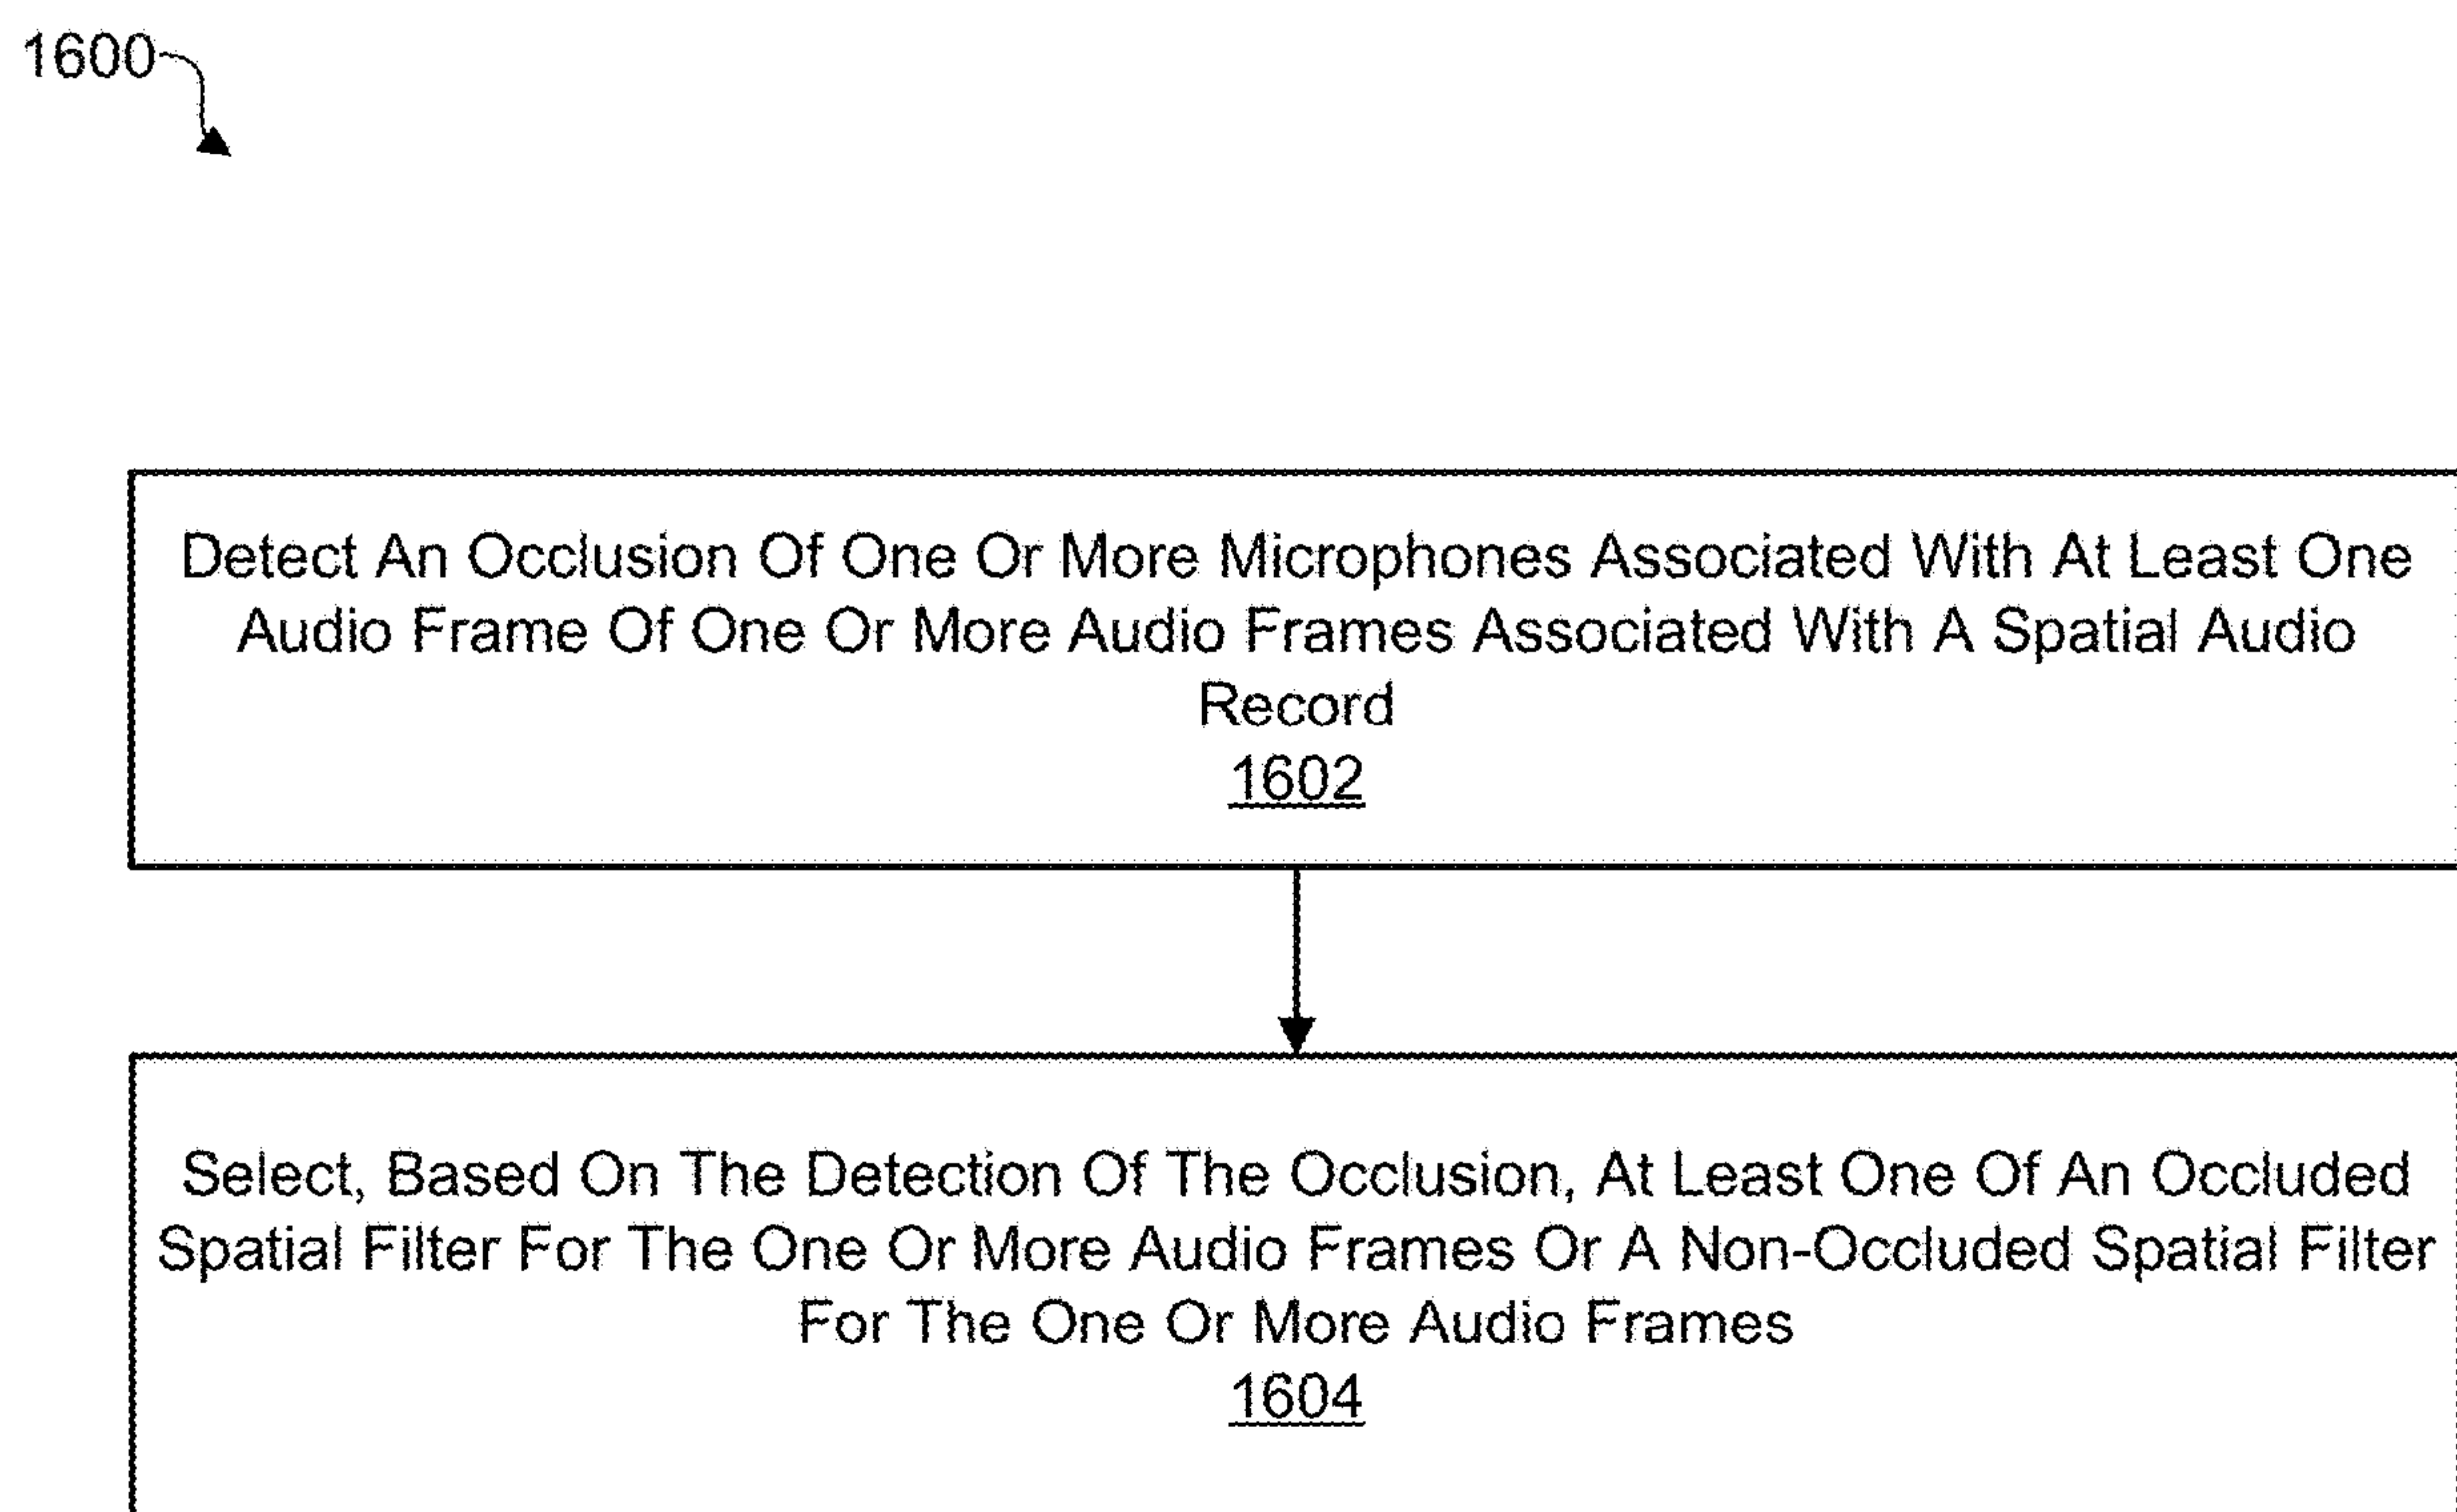 1600
Detect An Occlusion Of One Or More Microphones Associated With At Least One
Audio Frame Of One Or More Audio Frames Associated With A Spatial Audio
Record
1602
Select, Based On The Detection Of The Occlusion, At Least One Of An Occluded
Spatial Filter For The One Or More Audio Frames Or A Non-Occluded Spatial Filter
For The One Or More Audio Frames
1604